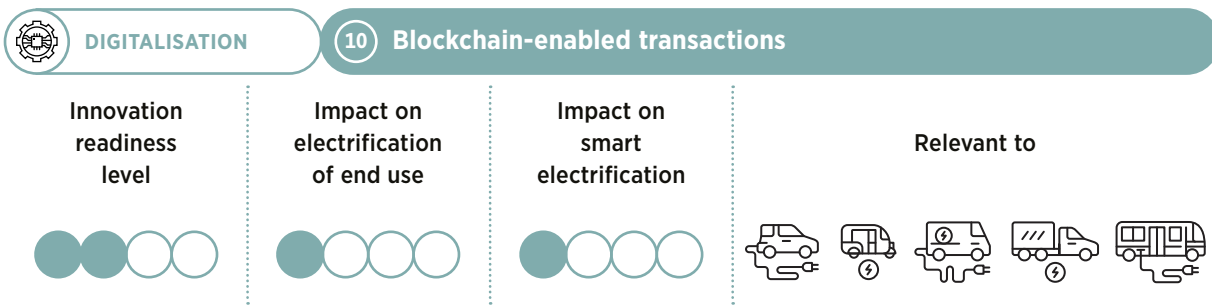 DIGITALISATION
10 Blockchain-enabled transactions
Innovation
readiness
level
Impact on
electrification
of end use
Impact on
smart
electrification
Relevant to